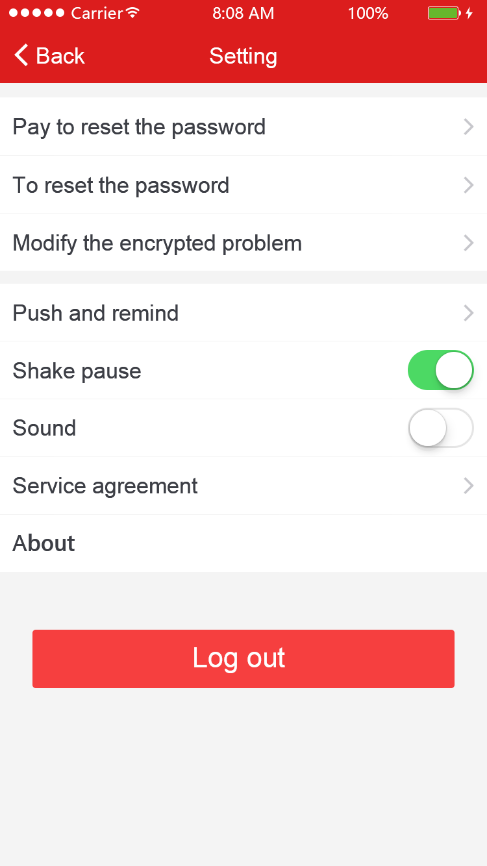 Carrier 8:08 AM 100%
Back Setting
Pay to reset the password
To reset the password
Modify the encrypted problem
Push and remind
Shake pause
Sound
Service agreement
About
Log out